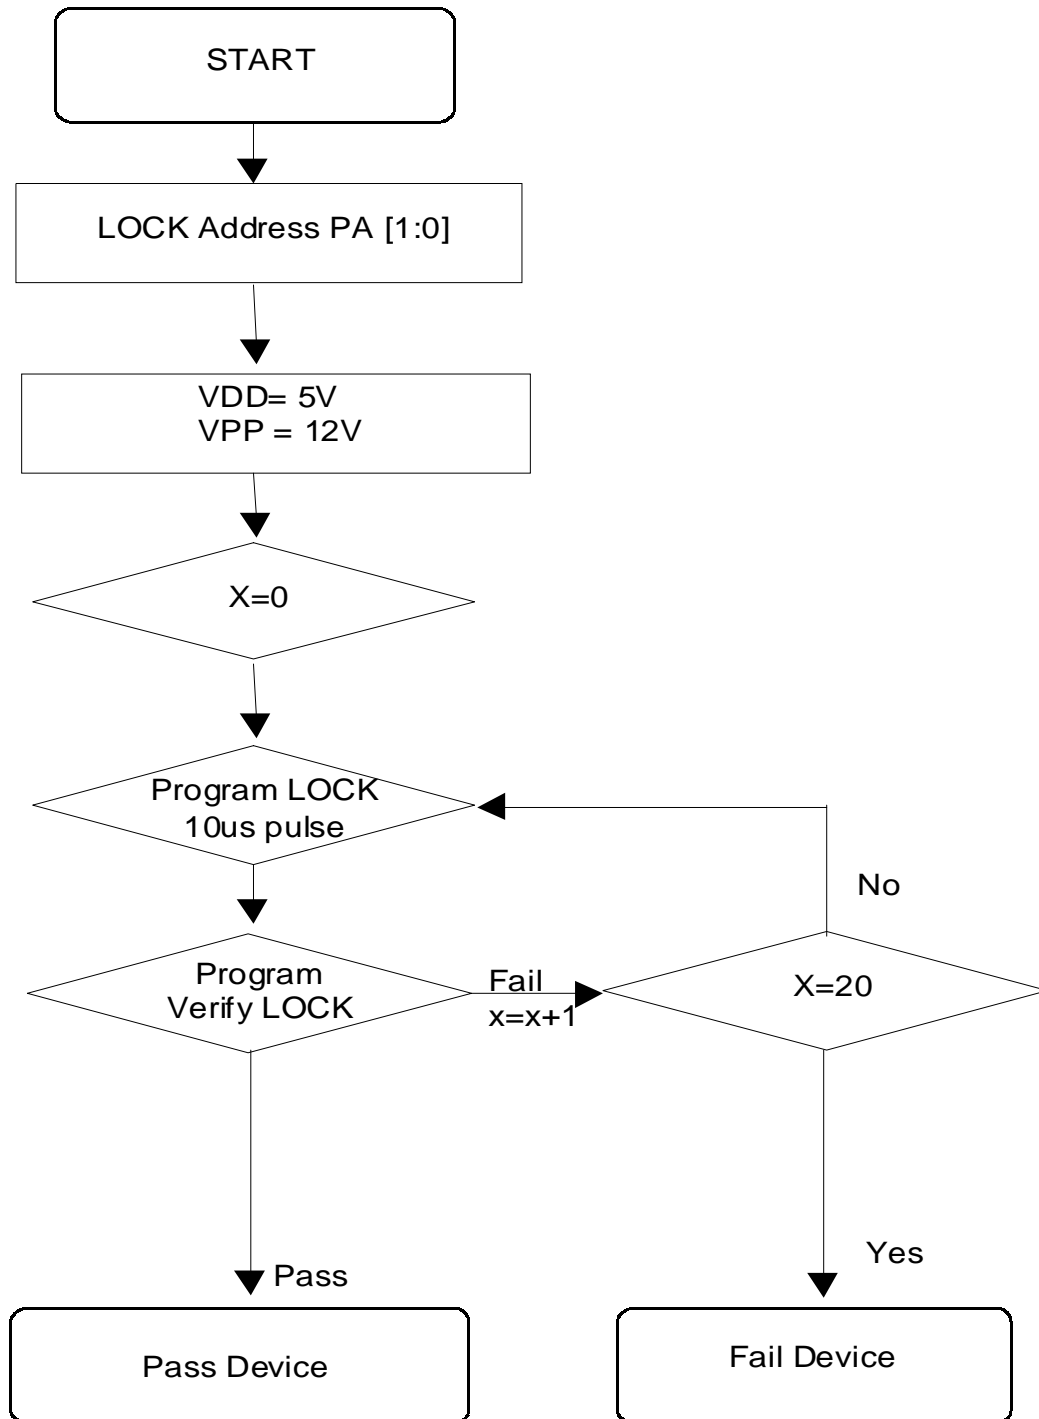 START
LOCK Address PA [1:0]
VDD= 5V
VPP = 12V
X=0
Program LOCK
10us pulse
No
Program
Verify LOCK
Fail
x=x+1
X=20
Yes
Pass
Pass Device
Fail Device